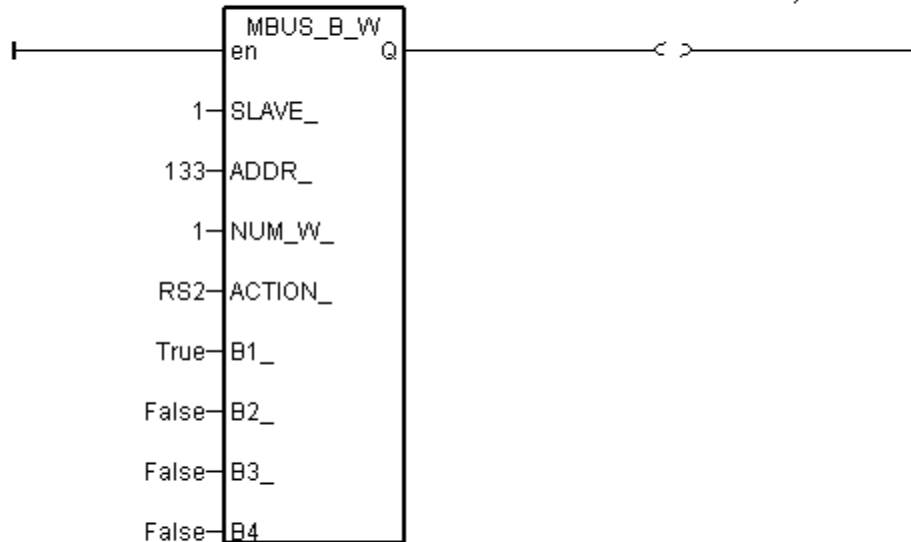 MBUS_B_W
en Q
1 SLAVE_
133 ADDR_
1 NUM_W_
RS2 ACTION_
True B1_
False B2_
False B3_
False B4